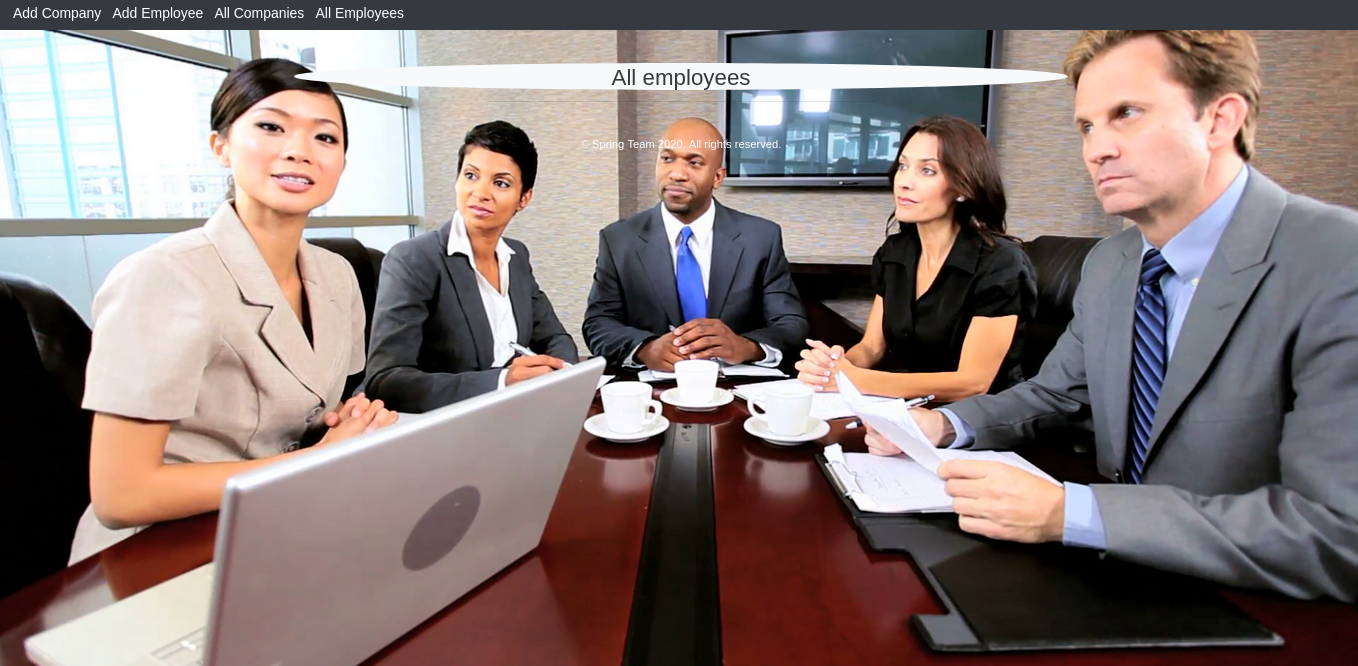 Add Company Add Employee All Companies All Employees
All employees
© Spring Team 2020. All rights reserved.